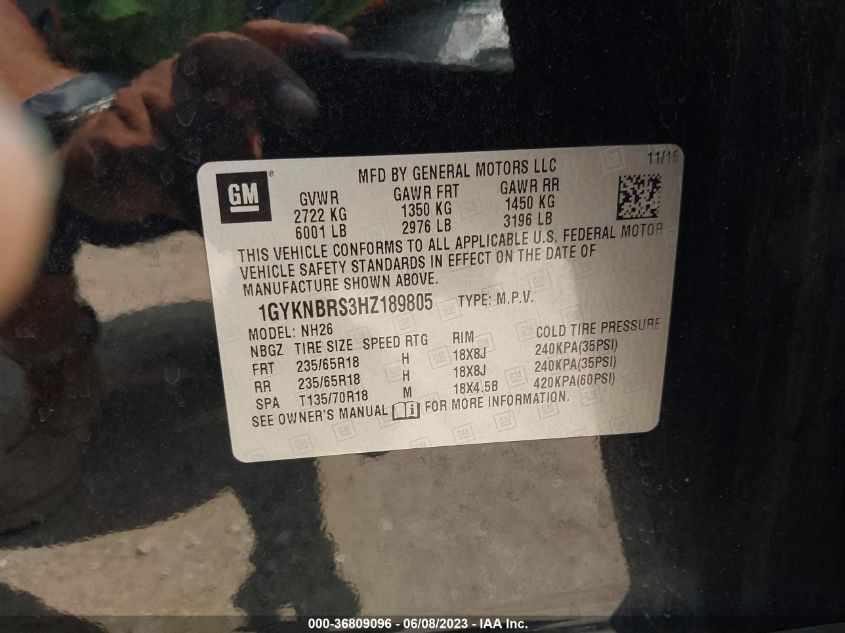 MFD BY GENERAL MOTORS LLC 11/16
GM ®
GVWR GAWR FRT GAWR RR
2722 KG 1350 KG 1450 KG
6001 LB 2976 LB 3196 LB
THIS VEHICLE CONFORMS TO ALL APPLICABLE U.S. FEDERAL MOTOR
VEHICLE SAFETY STANDARDS IN EFFECT ON THE DATE OF
MANUFACTURE SHOWN ABOVE.
1GYKNBRS3HZ189805 TYPE: M.P.V.
MODEL: NH26
NBGZ TIRE SIZE SPEED RTG RIM COLD TIRE PRESSURE
FRT 235/65R18 H 18X8J 240KPA(35PSI)
RR 235/65R18 H 18X8J 240KPA(35PSI)
SPA T135/70R18 M 18X4.5B 420KPA(60PSI)
SEE OWNER'S MANUAL FOR MORE INFORMATION.
000-36809096 - 06/08/2023 - IAA Inc.